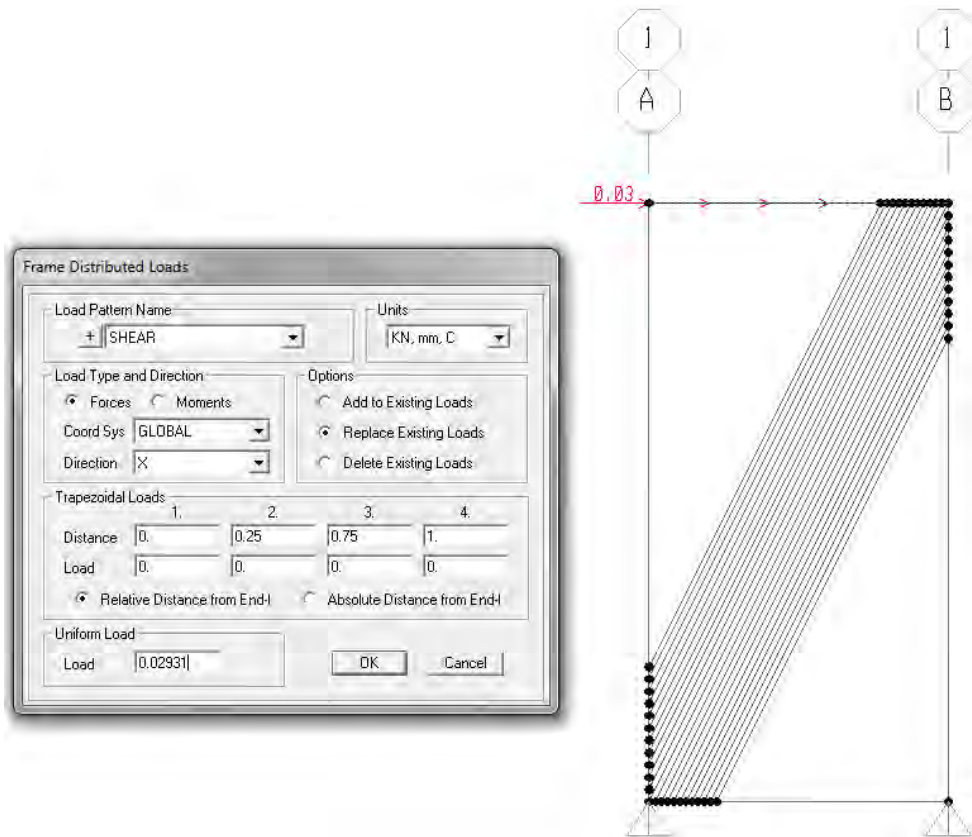 1 1
A B
0.03
Frame Distributed Loads
Load Pattern Name
+ SHEAR
Units
KN, mm, C
Load Type and Direction
Forces Moments
Coord Sys GLOBAL
Direction X
Options
Add to Existing Loads
Replace Existing Loads
Delete Existing Loads
Trapezoidal Loads
1. 2. 3. 4.
Distance 0. 0.25 0.75 1.
Load 0. 0. 0. 0.
Relative Distance from End-I Absolute Distance from End-I
Uniform Load
Load 0.02931
OK Cancel